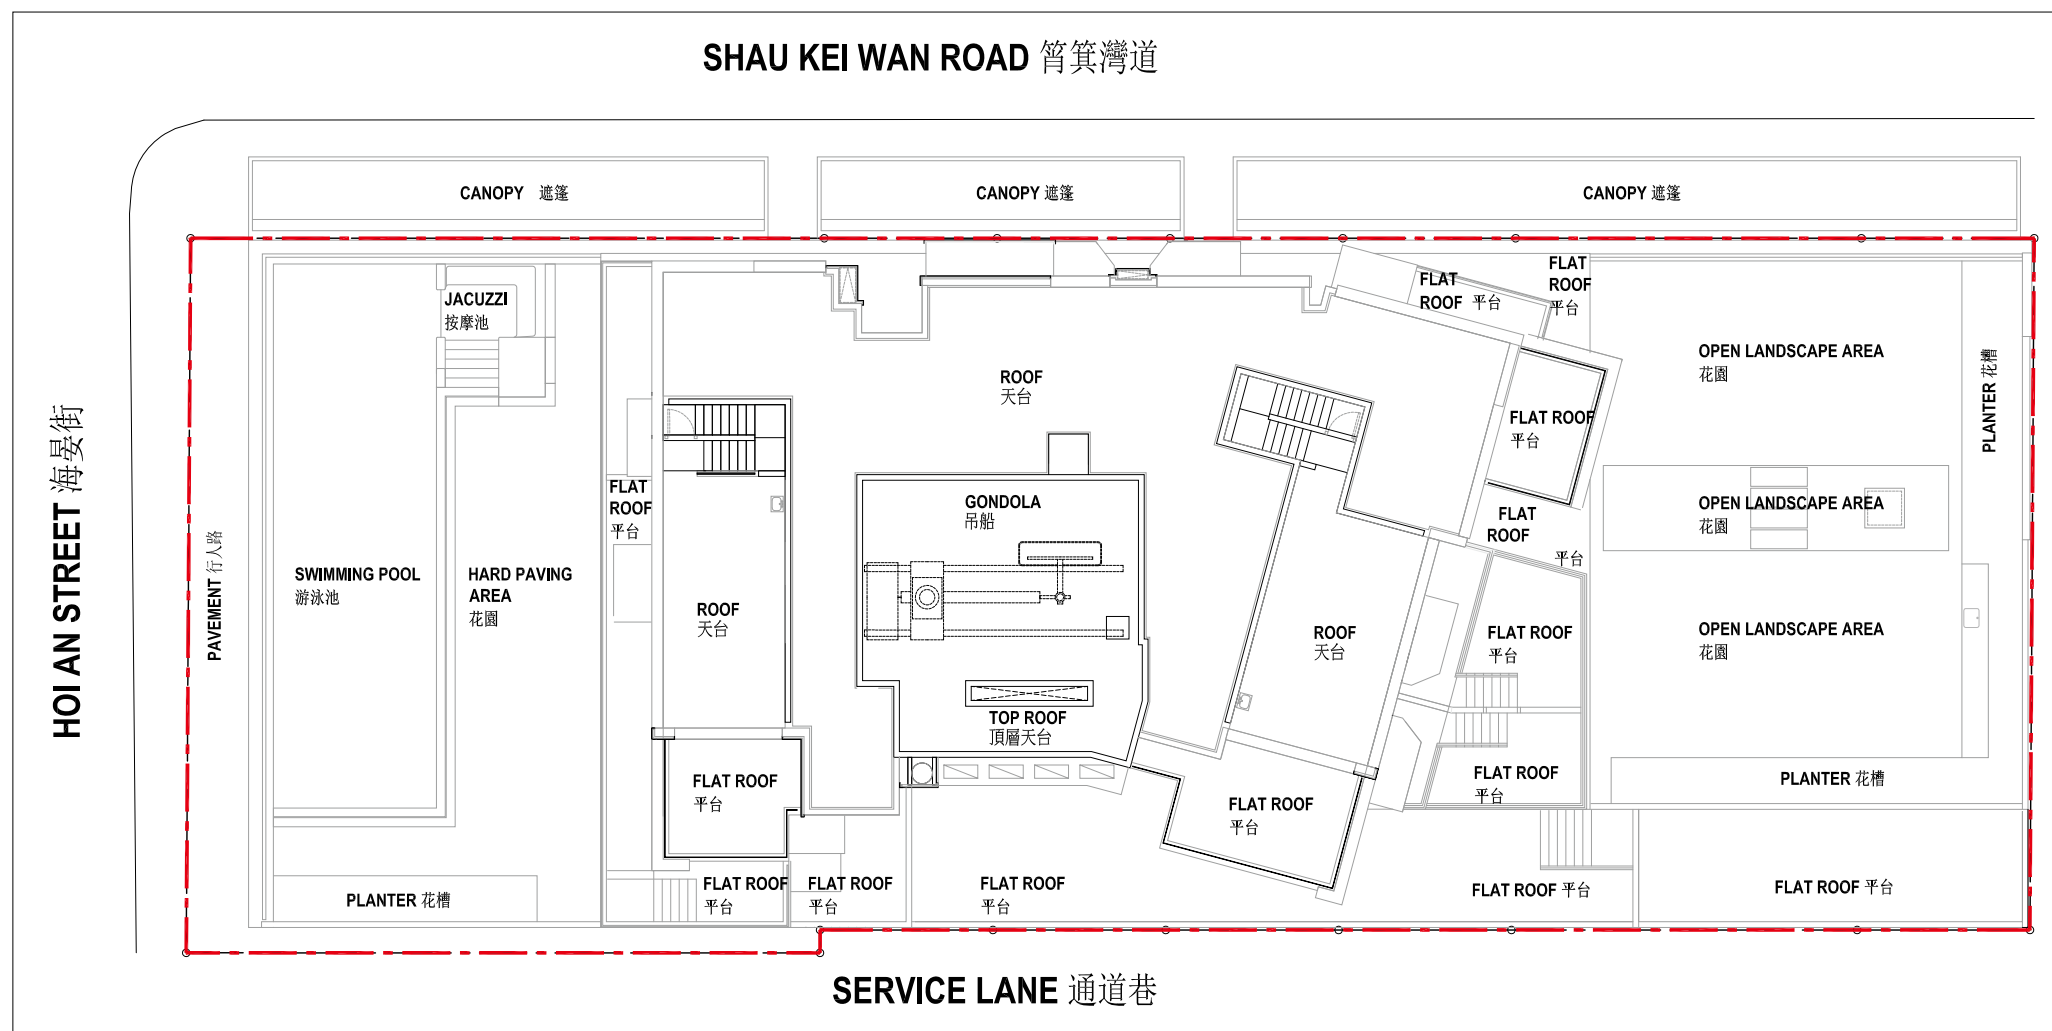 SHAU KEI WAN ROAD 筲箕灣道
CANOPY 遮篷
CANOPY 遮篷
CANOPY 遮篷
HOI AN STREET 海晏街
PAVEMENT 行人路
JACUZZI
按摩池
SWIMMING POOL
游泳池
HARD PAVING
AREA
花園
PLANTER 花槽
FLAT
ROOF
平台
ROOF
天台
FLAT ROOF
平台
FLAT ROOF
平台
FLAT ROOF
平台
ROOF
天台
GONDOLA
吊船
TOP ROOF
頂層天台
FLAT ROOF
平台
FLAT
ROOF 平台
FLAT
ROOF
平台
FLAT ROOF
平台
FLAT
ROOF
平台
ROOF
天台
FLAT ROOF
平台
FLAT ROOF
平台
FLAT ROOF
平台
FLAT ROOF 平台
OPEN LANDSCAPE AREA
花園
OPEN LANDSCAPE AREA
花園
OPEN LANDSCAPE AREA
花園
PLANTER 花槽
PLANTER 花槽
FLAT ROOF 平台
SERVICE LANE 通道巷